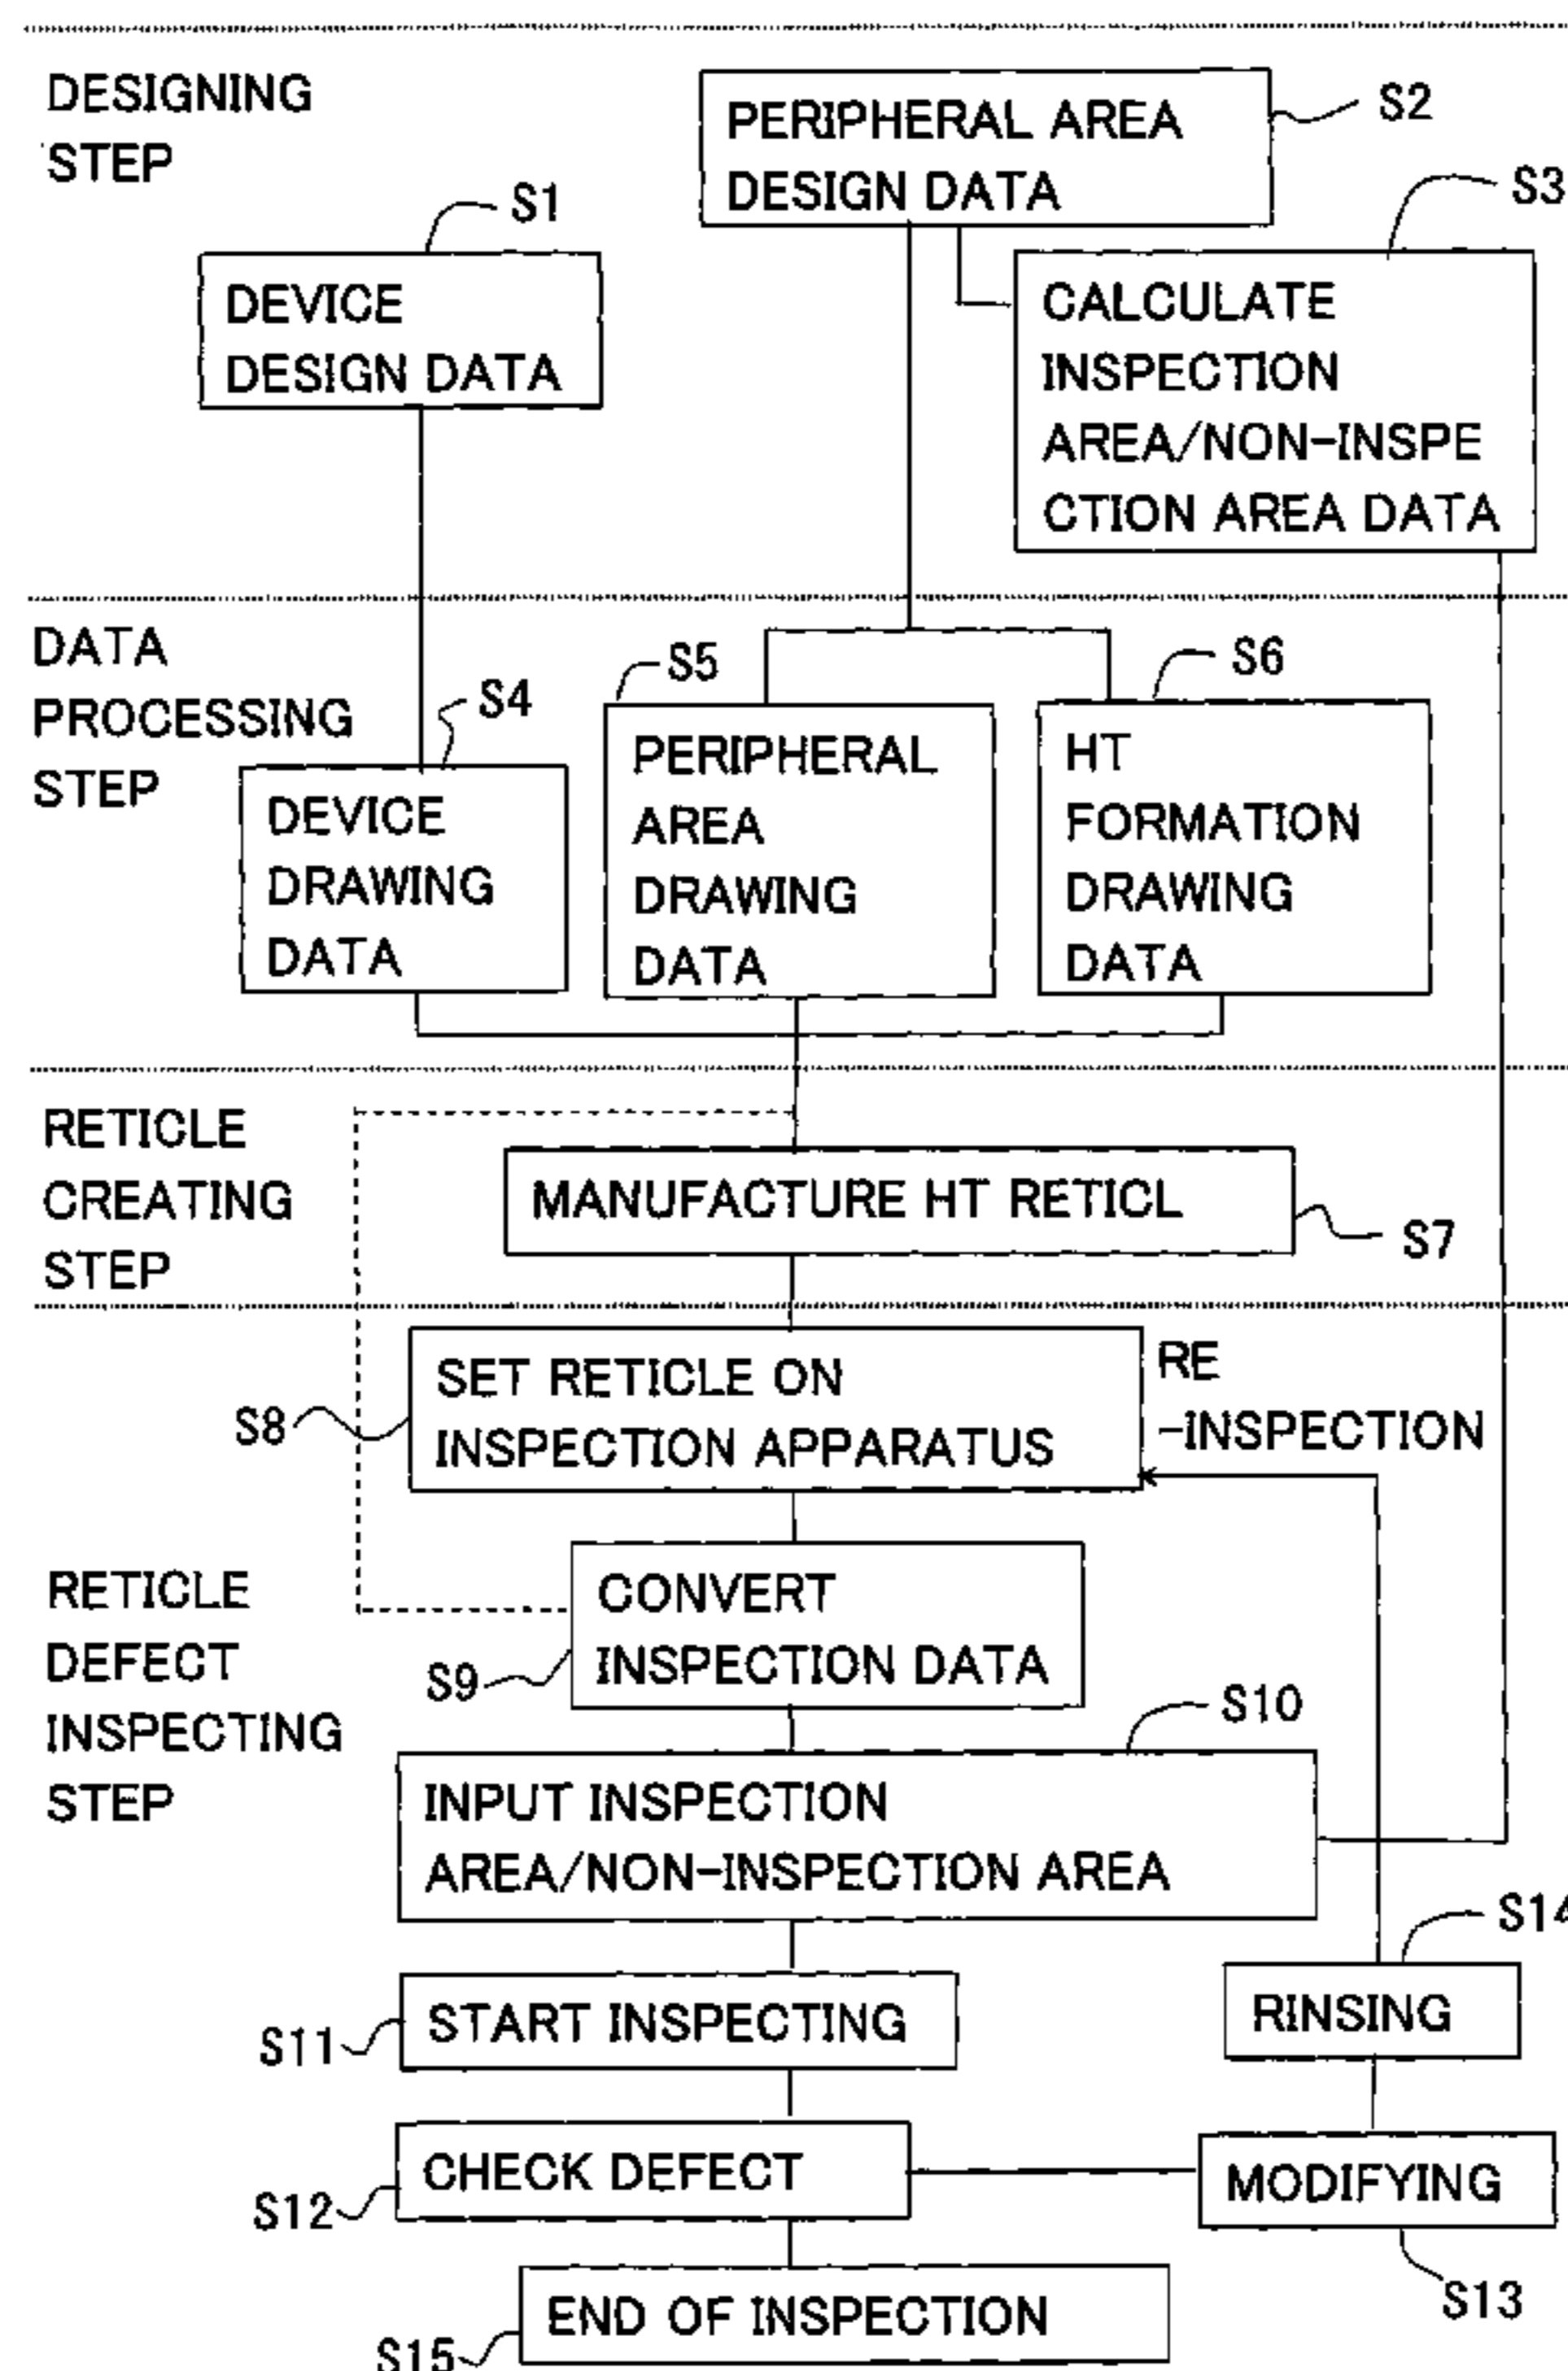 DESIGNING
STEP
S1
DEVICE
DESIGN DATA
PERIPHERAL AREA
DESIGN DATA
S2
S3
CALCULATE
INSPECTION
AREA/NON-INSPE
CTION AREA DATA
DATA
PROCESSING
STEP
S4
DEVICE
DRAWING
DATA
S5
PERIPHERAL
AREA
DRAWING
DATA
S6
HT
FORMATION
DRAWING
DATA
RETICLE
CREATING
STEP
MANUFACTURE HT RETICL
S7
RETICLE
DEFECT
INSPECTING
STEP
S8
SET RETICLE ON
INSPECTION APPARATUS
RE
-INSPECTION
S9
CONVERT
INSPECTION DATA
S10
INPUT INSPECTION
AREA/NON-INSPECTION AREA
S11
START INSPECTING
S14
RINSING
S12
CHECK DEFECT
MODIFYING
S13
S15
END OF INSPECTION